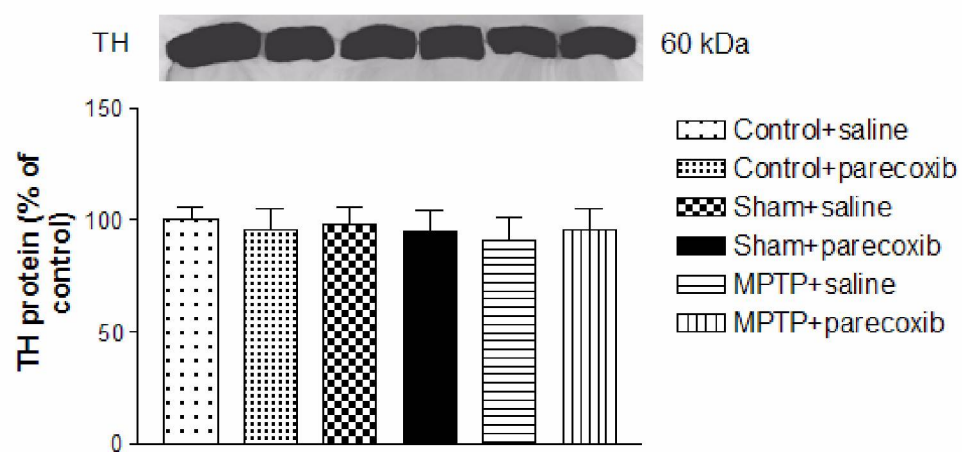 TH 60 kDa
150
100
50
0
TH protein (% of
control)
Control+saline
Control+parecoxib
Sham+saline
Sham+parecoxib
MPTP+saline
MPTP+parecoxib